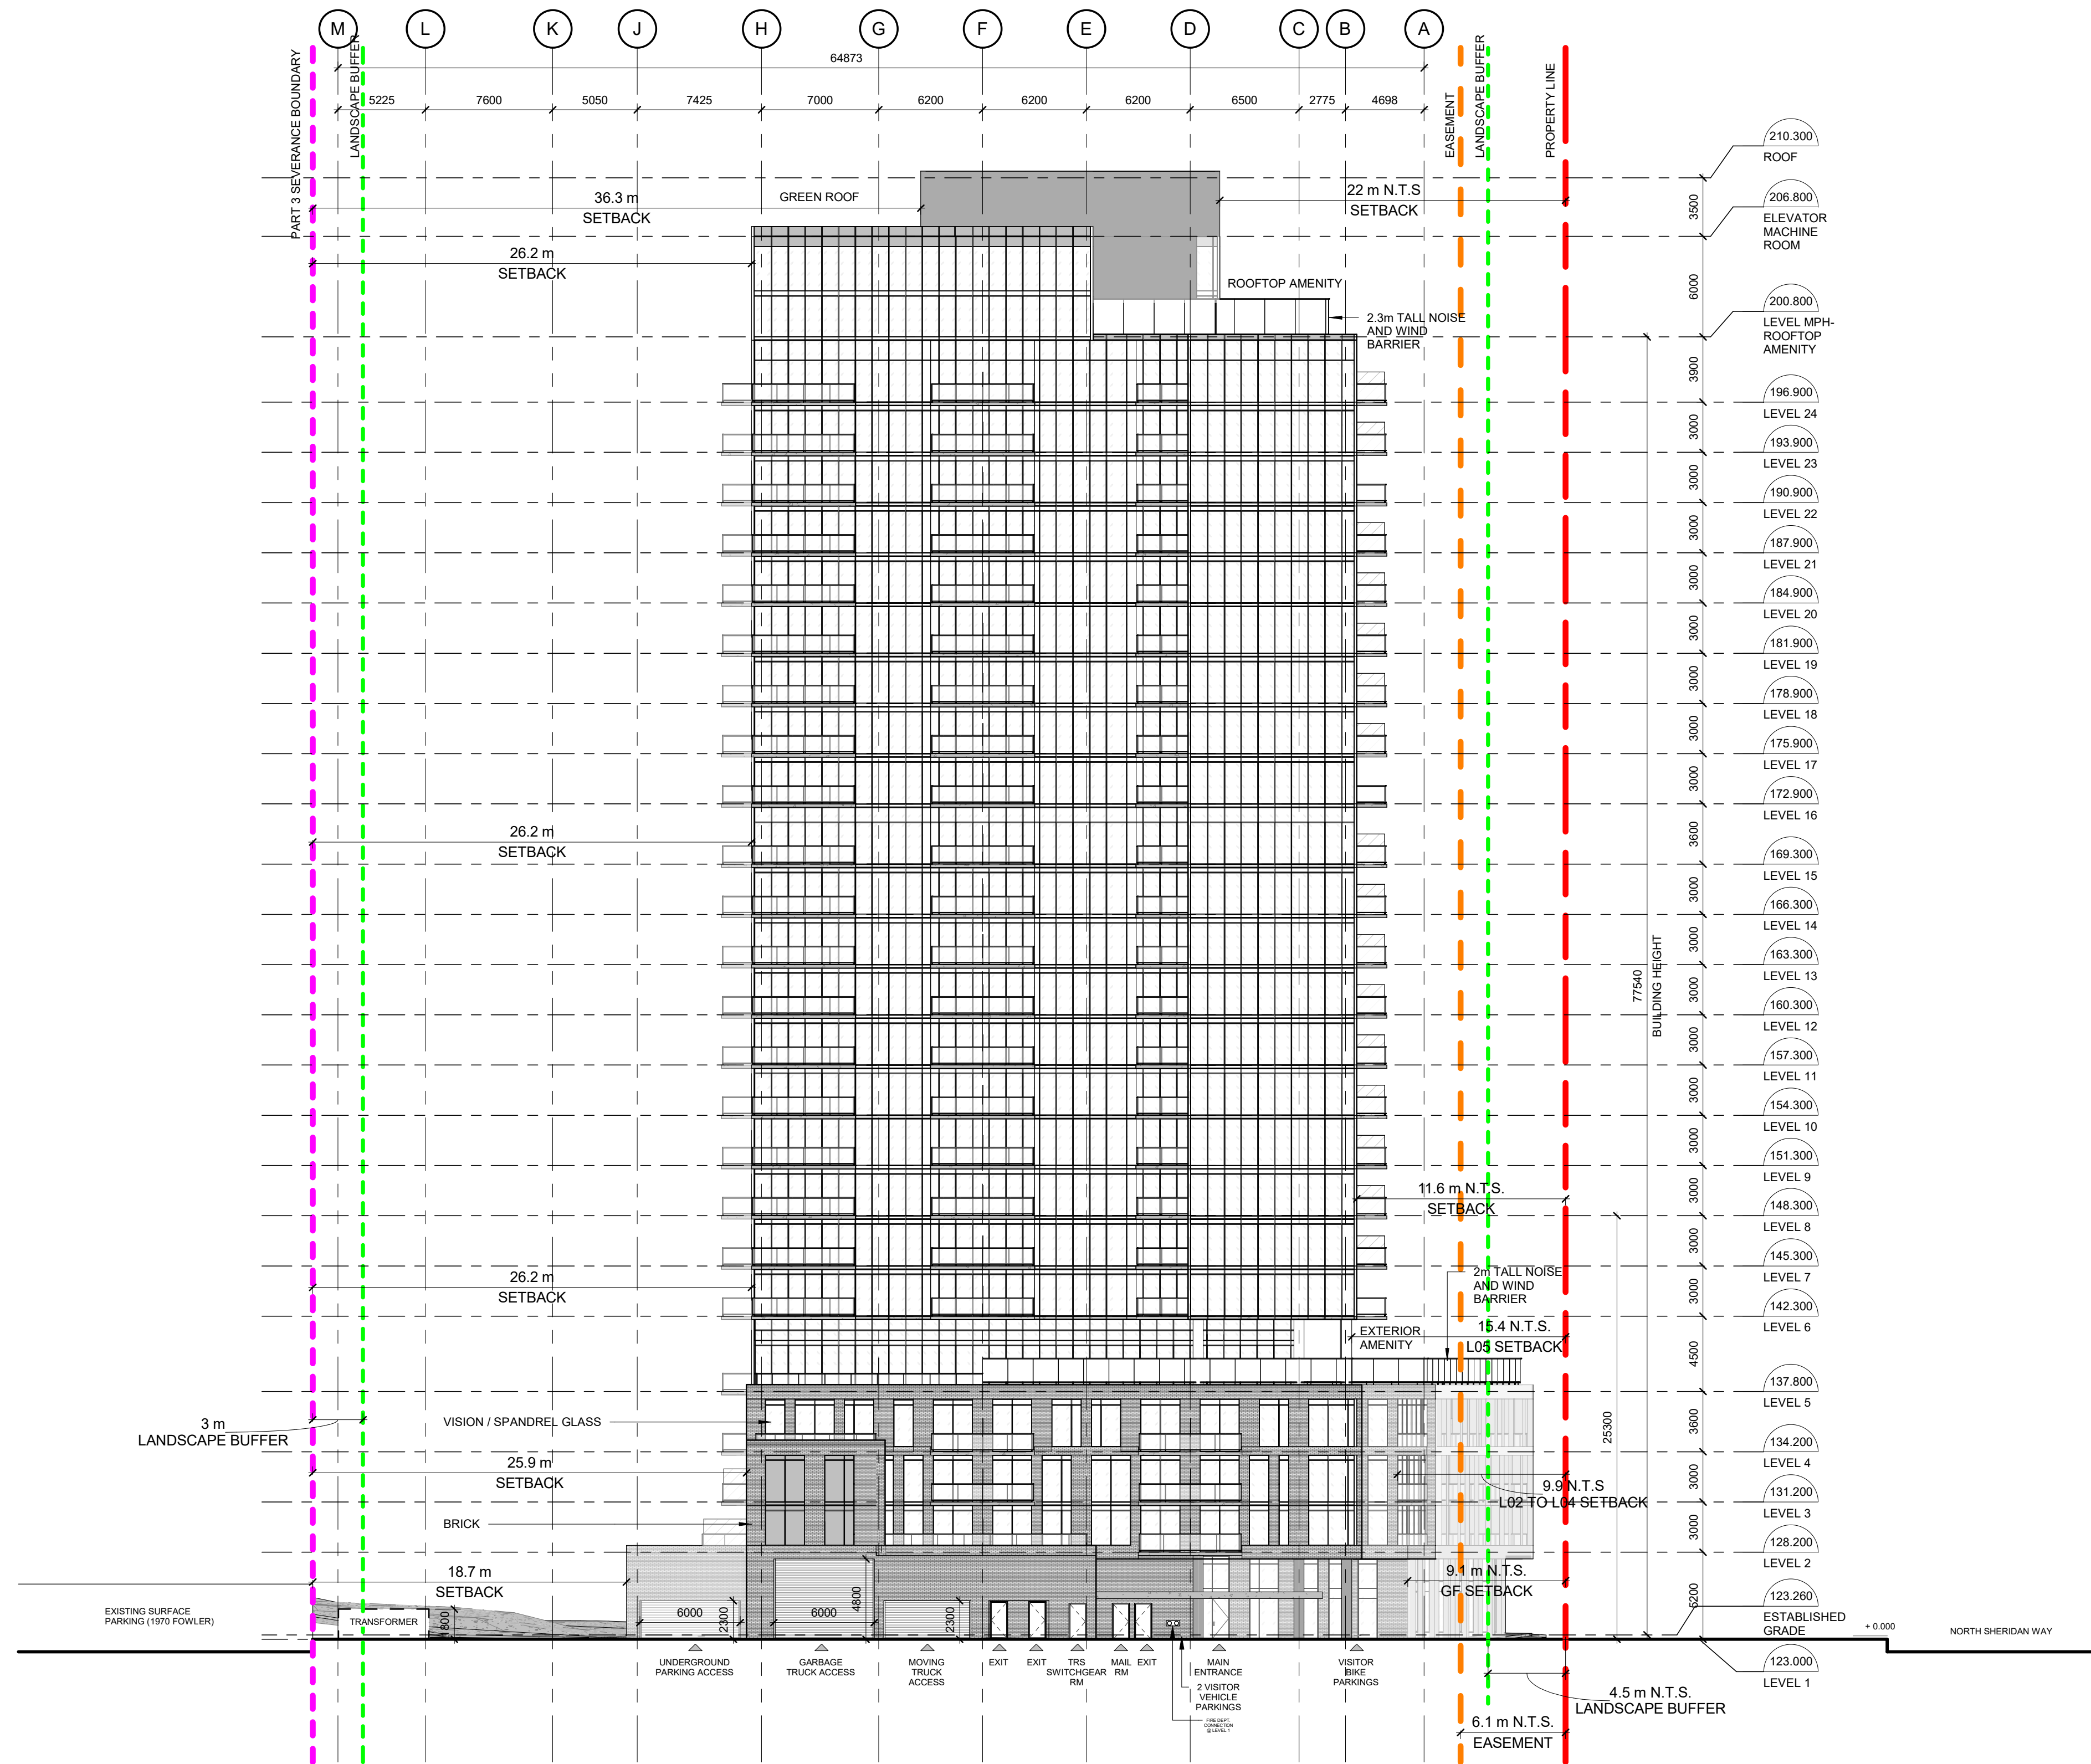 M
L
K
J
H
G
F
E
D
C
B
A
PART 3 SEVERANCE BOUNDARY
LANDSCAPE BUFFER
EASEMENT
LANDSCAPE BUFFER
PROPERTY LINE
64873
5225
7600
5050
7425
7000
6200
6200
6200
6500
2775
4698
210.300
ROOF
3500
206.800
ELEVATOR
MACHINE
ROOM
6000
200.800
LEVEL MPH-
ROOFTOP
AMENITY
3900
196.900
LEVEL 24
3000
193.900
LEVEL 23
3000
190.900
LEVEL 22
3000
187.900
LEVEL 21
3000
184.900
LEVEL 20
3000
181.900
LEVEL 19
3000
178.900
LEVEL 18
3000
175.900
LEVEL 17
3000
172.900
LEVEL 16
3600
169.300
LEVEL 15
3000
166.300
LEVEL 14
3000
163.300
LEVEL 13
3000
160.300
LEVEL 12
3000
157.300
LEVEL 11
3000
154.300
LEVEL 10
3000
151.300
LEVEL 9
3000
148.300
LEVEL 8
3000
145.300
LEVEL 7
3000
142.300
LEVEL 6
4500
137.800
LEVEL 5
3600
134.200
LEVEL 4
3000
131.200
LEVEL 3
3000
128.200
LEVEL 2
5200
123.260
ESTABLISHED
GRADE
123.000
LEVEL 1
36.3 m
SETBACK
GREEN ROOF
22 m N.T.S
SETBACK
26.2 m
SETBACK
ROOFTOP AMENITY
2.3m TALL NOISE
AND WIND
BARRIER
26.2 m
SETBACK
77540
BUILDING HEIGHT
11.6 m N.T.S.
SETBACK
26.2 m
SETBACK
2m TALL NOISE
AND WIND
BARRIER
EXTERIOR
AMENITY
15.4 N.T.S.
L05 SETBACK
25300
3 m
LANDSCAPE BUFFER
VISION / SPANDREL GLASS
25.9 m
SETBACK
9.9 N.T.S
L02 TO L04 SETBACK
BRICK
18.7 m
SETBACK
9.1 m N.T.S.
GF SETBACK
EXISTING SURFACE
PARKING (1970 FOWLER)
TRANSFORMER
1800
6000
2300
6000
4800
2300
+ 0.000
NORTH SHERIDAN WAY
UNDERGROUND
PARKING ACCESS
GARBAGE
TRUCK ACCESS
MOVING
TRUCK
ACCESS
EXIT
EXIT
TRS
SWITCHGEAR
RM
MAIL
RM
EXIT
MAIN
ENTRANCE
VISITOR
BIKE
PARKINGS
2 VISITOR
VEHICLE
PARKINGS
FIRE DEPT.
CONNECTION
@ LEVEL 1
4.5 m N.T.S.
LANDSCAPE BUFFER
6.1 m N.T.S.
EASEMENT